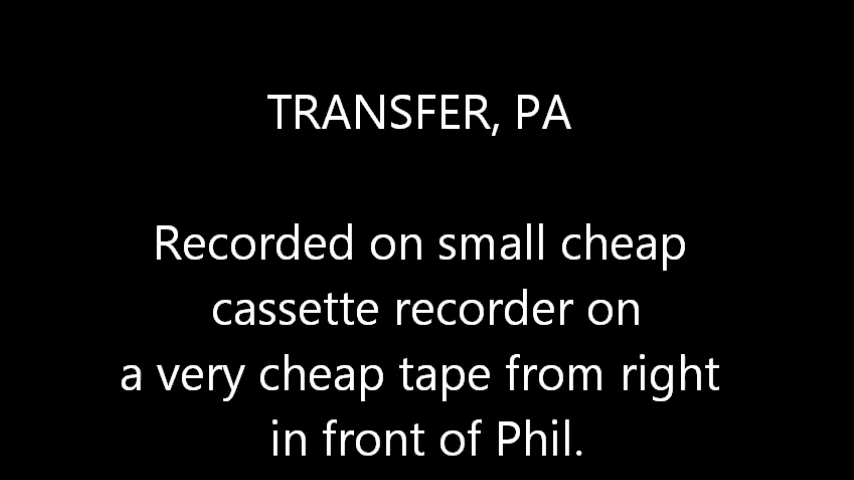 TRANSFER, PA
Recorded on small cheap
cassette recorder on
a very cheap tape from right
in front of Phil.